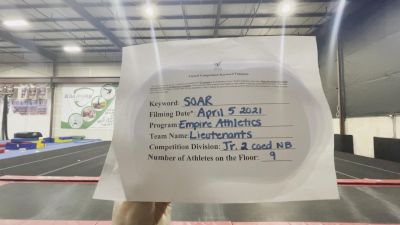 Keyword: SOAR
Filming Date* April 5 2021
Program: Empire Athletics
Team Name: Lieutenants
Competition Division: Jr. 2 coed NB
Number of Athletes on the Floor: 9